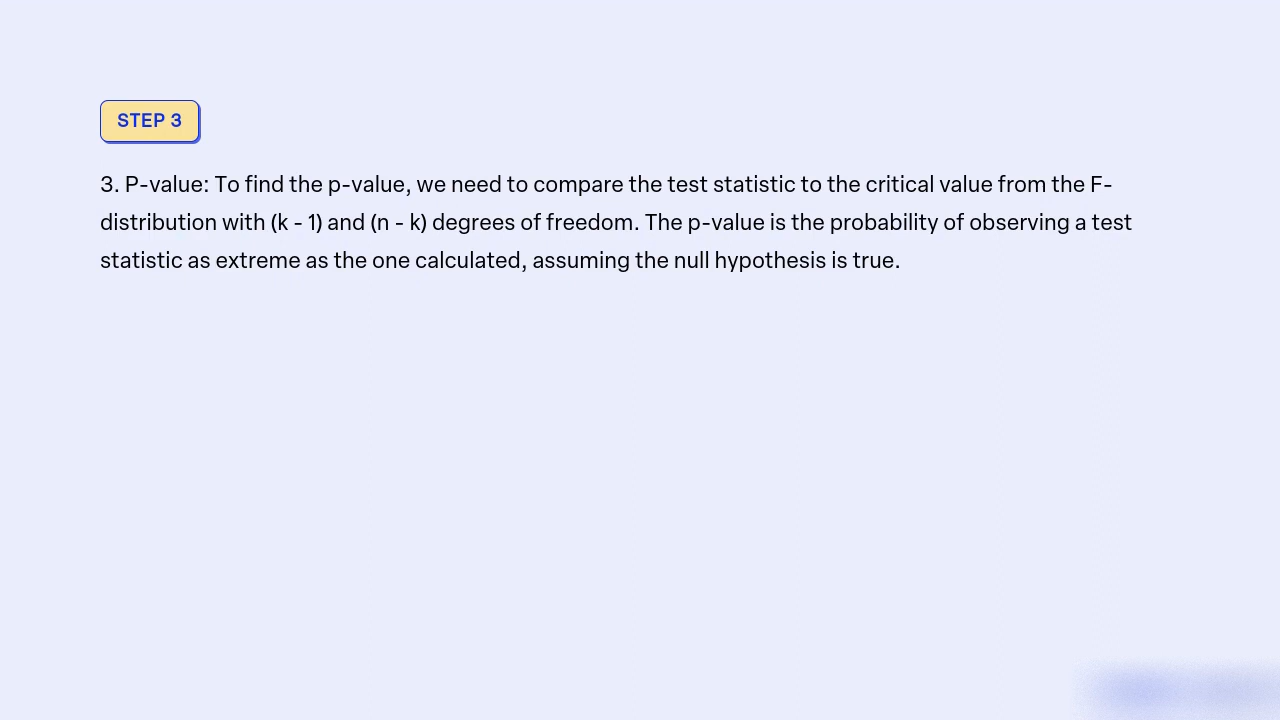 STEP 3
3. P-value: To find the p-value, we need to compare the test statistic to the critical value from the F-
distribution with (k - 1) and (n - k) degrees of freedom. The p-value is the probability of observing a test
statistic as extreme as the one calculated, assuming the null hypothesis is true.